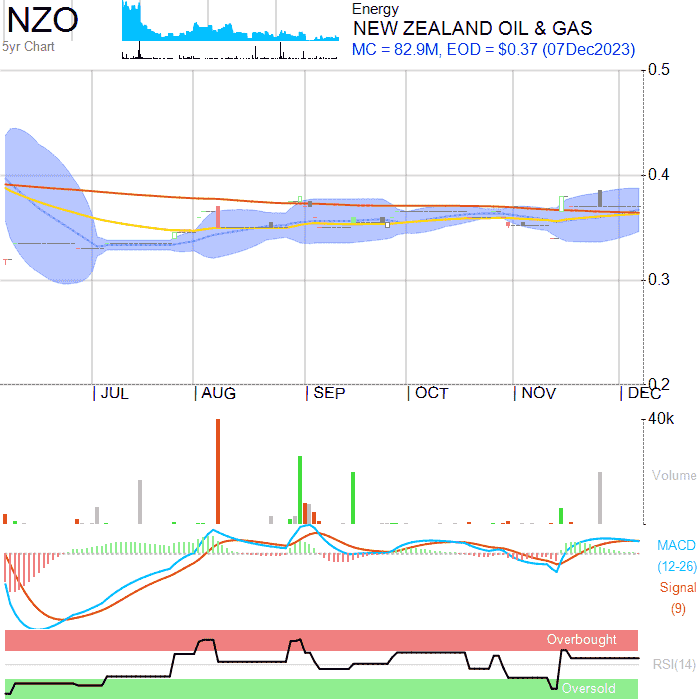 NZO
5yr Chart
Energy
NEW ZEALAND OIL & GAS
MC = 82.9M, EOD = $0.37 (07Dec2023)
0.5
0.4
0.3
0.2
JUL AUG SEP OCT NOV DEC
40k
Volume
MACD
(12-26)
Signal
(9)
Overbought
RSI(14)
Oversold